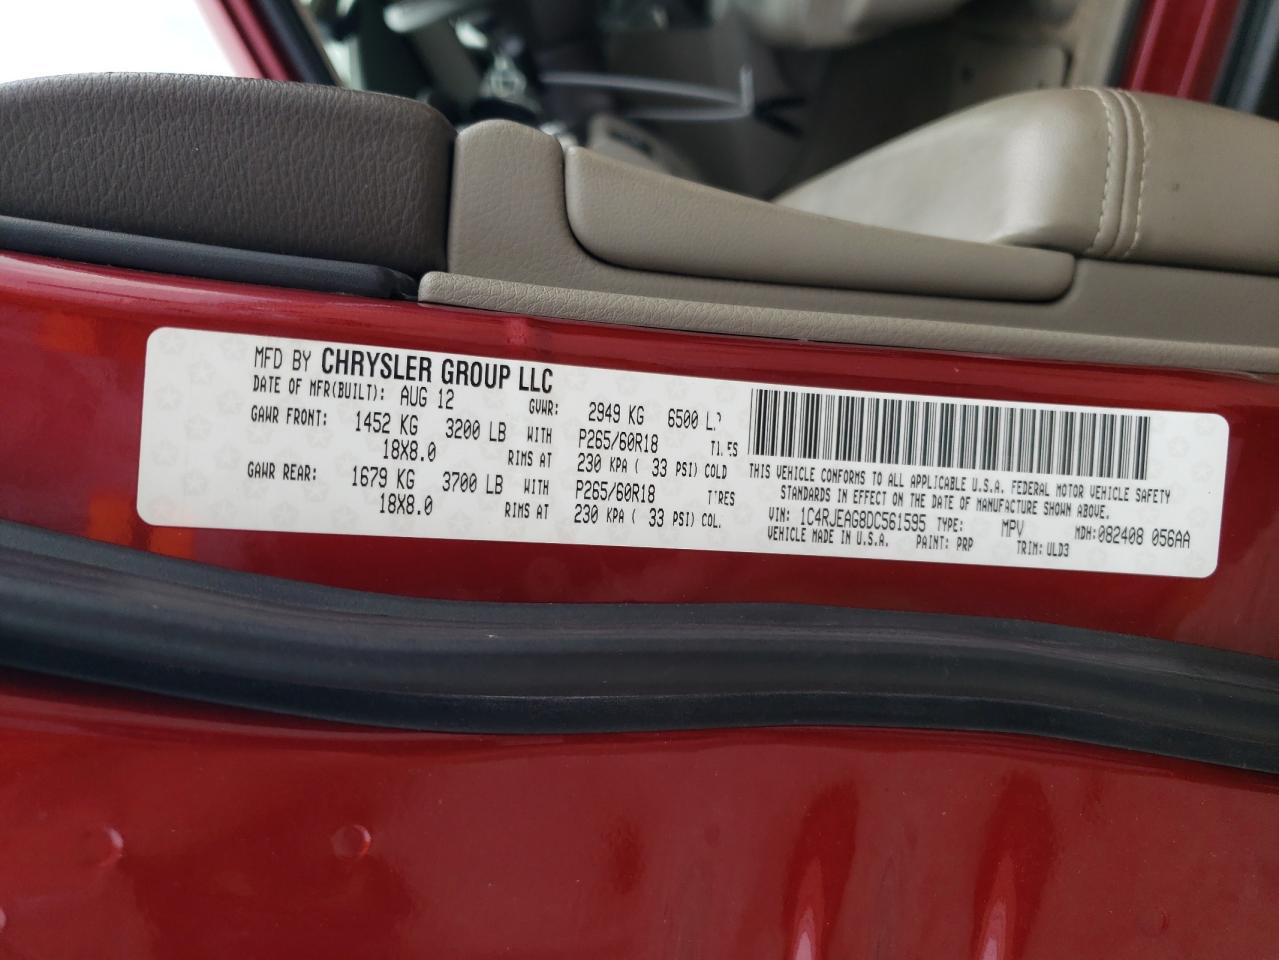 MFD BY CHRYSLER GROUP LLC
DATE OF MFR(BUILT): AUG 12 GVWR: 2949 KG 6500
GAWR FRONT: 1452 KG 3200 LB WITH P265/60R18
18X8.0 RIMS AT 230 KPA ( 33 PSI) COLD
GAWR REAR: 1679 KG 3700 LB WITH P265/60R18
18X8.0 RIMS AT 230 KPA ( 33 PSI)
THIS VEHICLE CONFORMS TO ALL APPLICABLE U.S.A. FEDERAL MOTOR VEHICLE SAFETY
STANDARDS IN EFFECT ON THE DATE OF MANUFACTURE SHOWN ABOVE.
VIN: 1C4RJEAG8DC561595 TYPE: MPV MDH:082408 056AA
VEHICLE MADE IN U.S.A. PAINT: PRP TRIM:ULD3